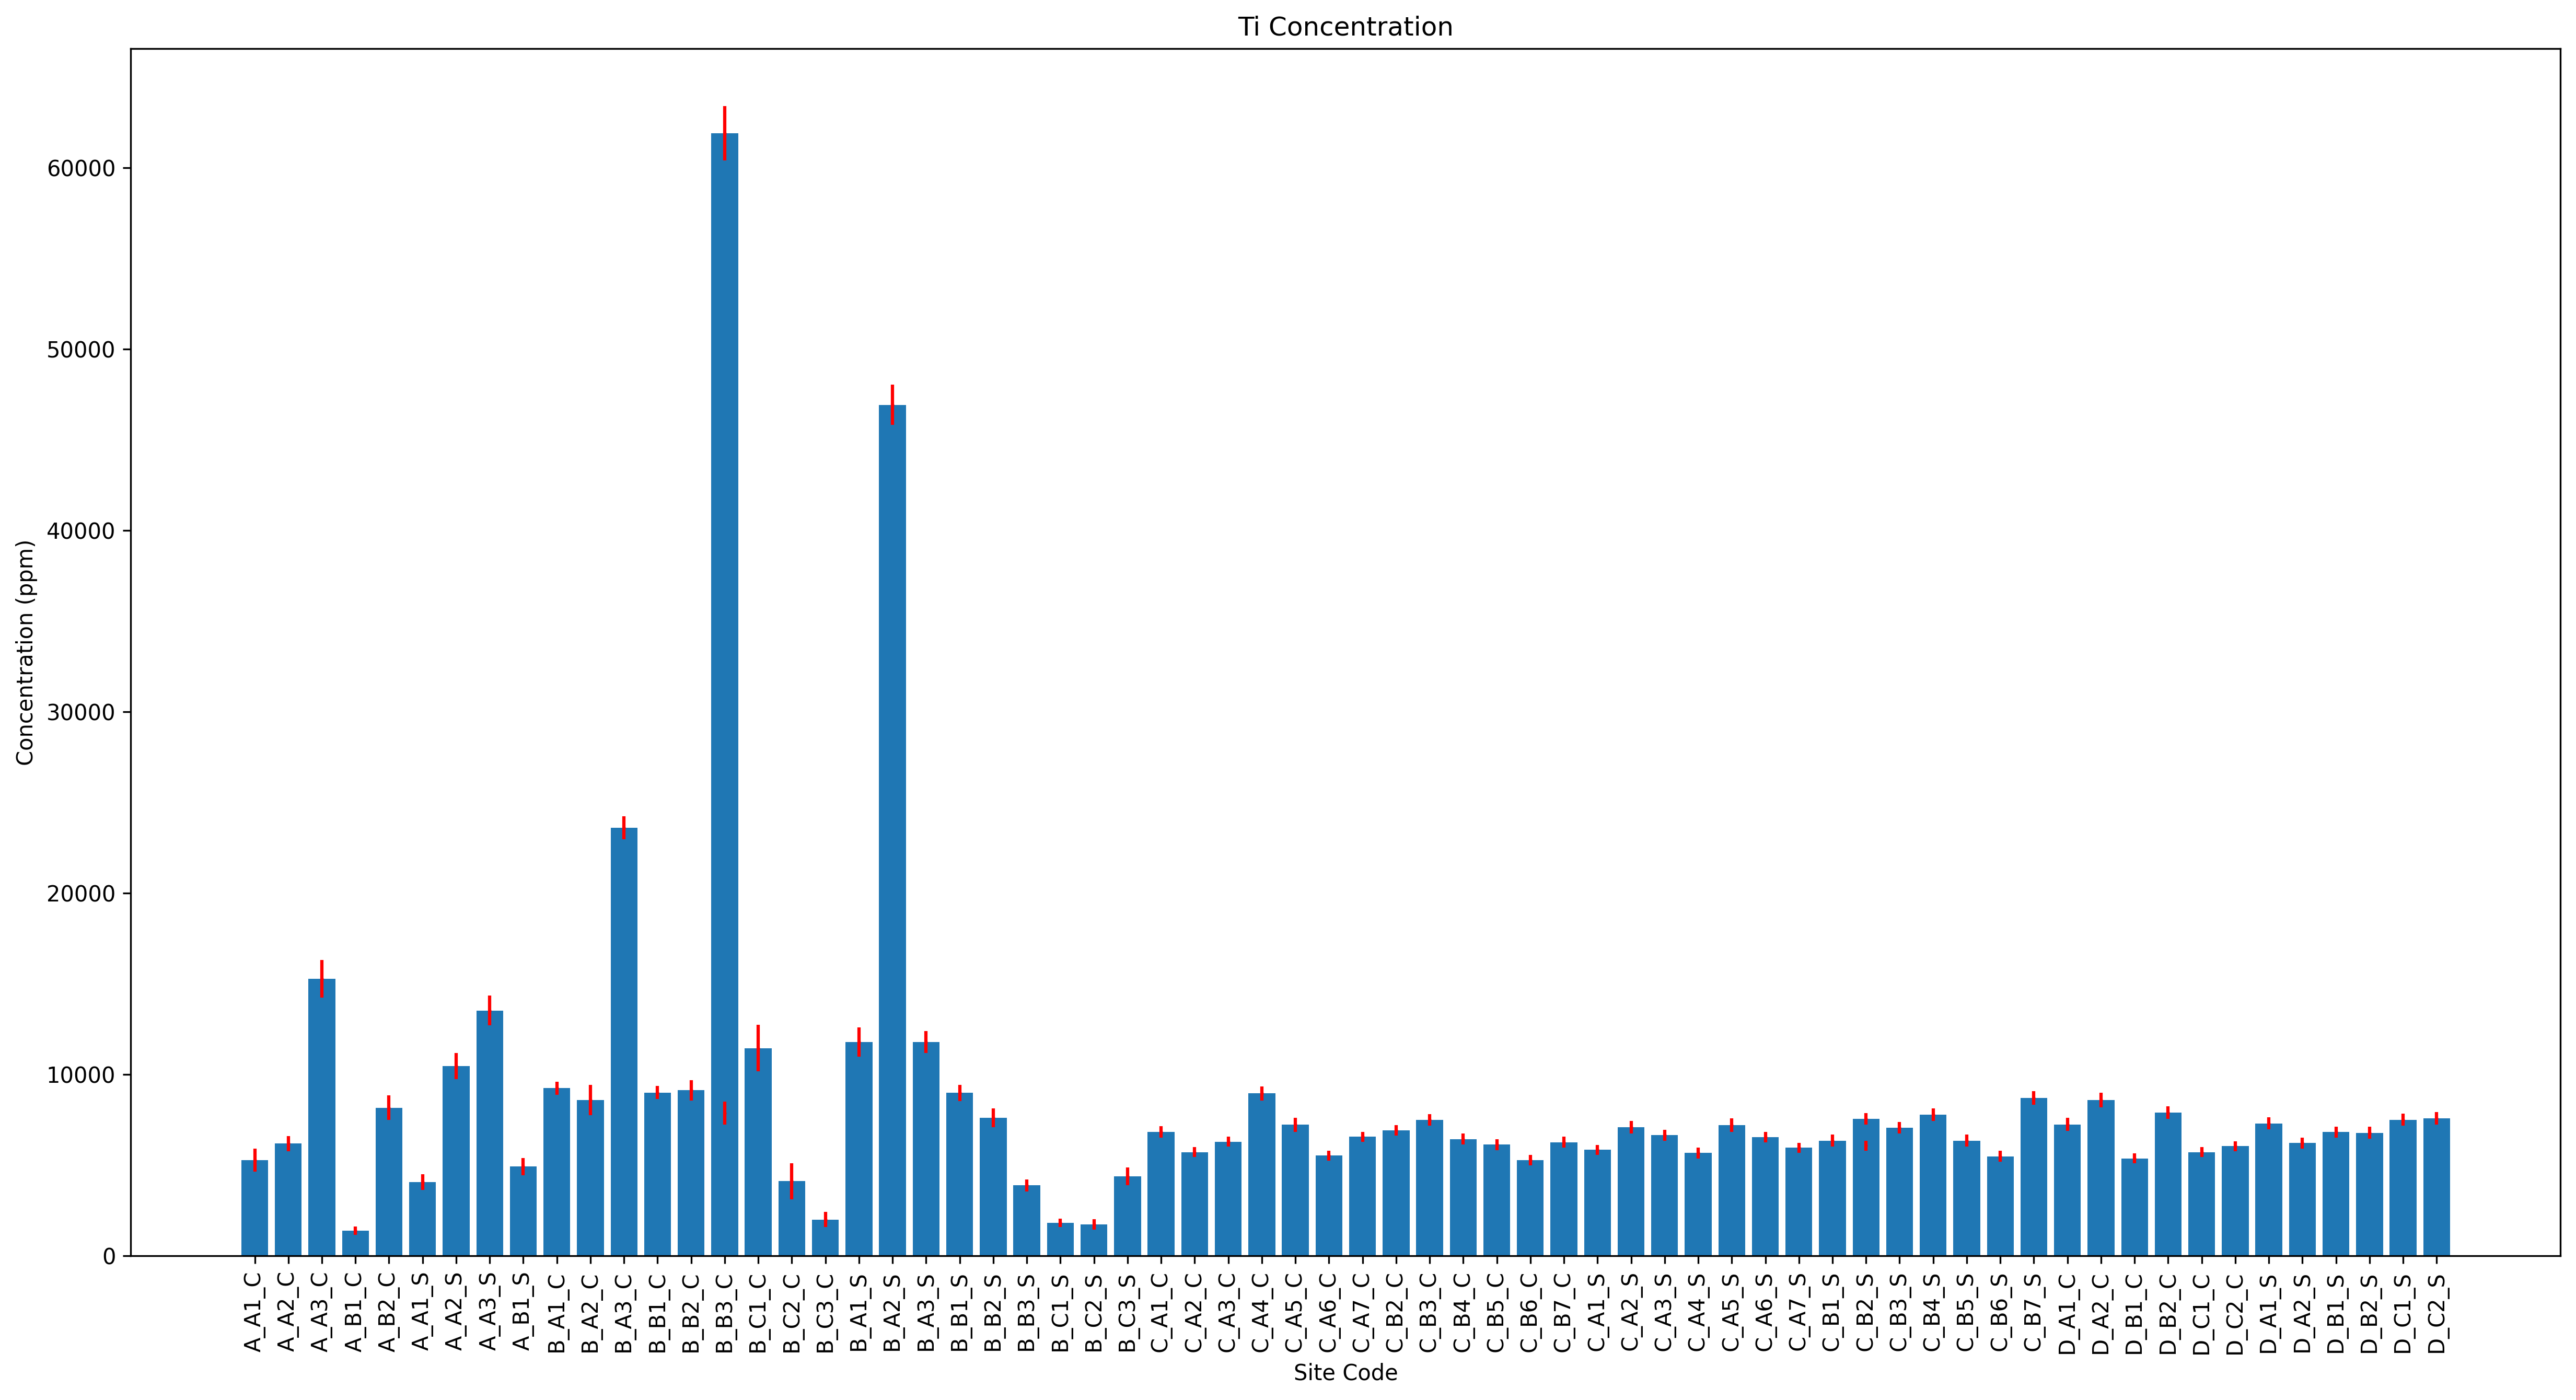 Ti Concentration
Concentration (ppm)
60000
50000
40000
30000
20000
10000
0
A_A1_C
A_A2_C
A_A3_C
A_B1_C
A_B2_C
A_A1_S
A_A2_S
A_A3_S
A_B1_S
B_A1_C
B_A2_C
B_A3_C
B_B1_C
B_B2_C
B_B3_C
B_C1_C
B_C2_C
B_C3_C
B_A1_S
B_A2_S
B_A3_S
B_B1_S
B_B2_S
B_B3_S
B_C1_S
B_C2_S
B_C3_S
C_A1_C
C_A2_C
C_A3_C
C_A4_C
C_A5_C
C_A6_C
C_A7_C
C_B2_C
C_B3_C
C_B4_C
C_B5_C
C_B6_C
C_B7_C
C_A1_S
C_A2_S
C_A3_S
C_A4_S
C_A5_S
C_A6_S
C_A7_S
C_B1_S
C_B2_S
C_B3_S
C_B4_S
C_B5_S
C_B6_S
C_B7_S
D_A1_C
D_A2_C
D_B1_C
D_B2_C
D_C1_C
D_C2_C
D_A1_S
D_A2_S
D_B1_S
D_B2_S
D_C1_S
D_C2_S
Site Code